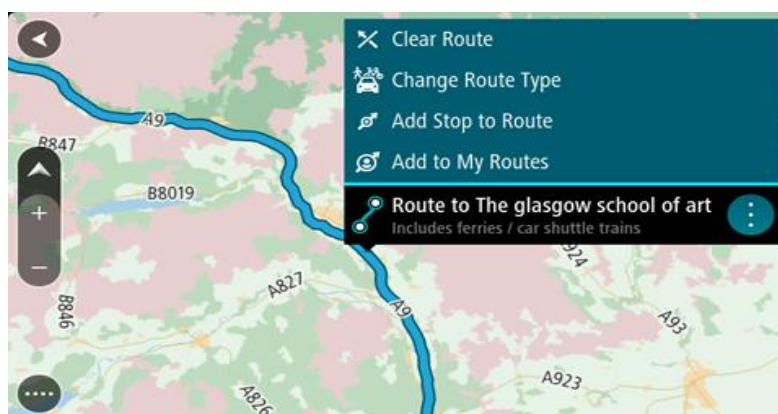 Clear Route
Change Route Type
Add Stop to Route
Add to My Routes
Route to The glasgow school of art
Includes ferries / car shuttle trains
A9
B847
B8019
A827
A9
B846
A924
A93
A923
A826